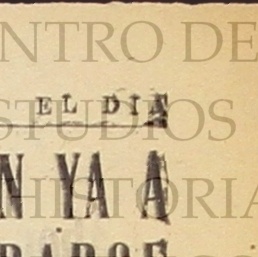 NTRO DE
EL DIA
STUDIOS
N YA A
HISTORIA